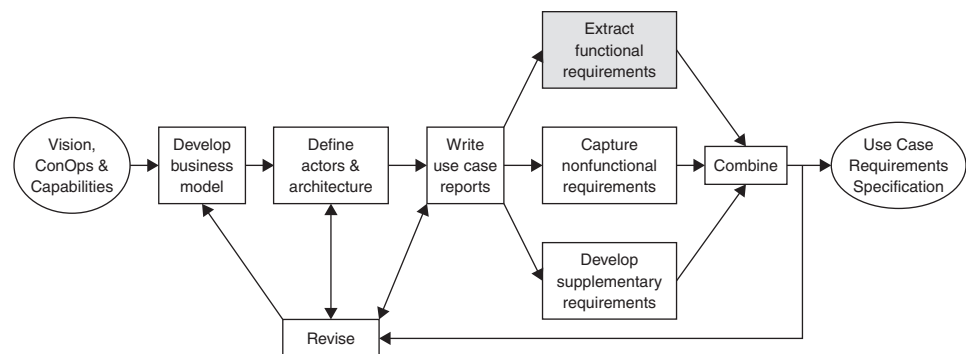 Extract
functional
requirements
Vision,
ConOps &
Capabilities
Develop
business
model
Define
actors &
architecture
Write
use case
reports
Capture
nonfunctional
requirements
Combine
Use Case
Requirements
Specification
Develop
supplementary
requirements
Revise